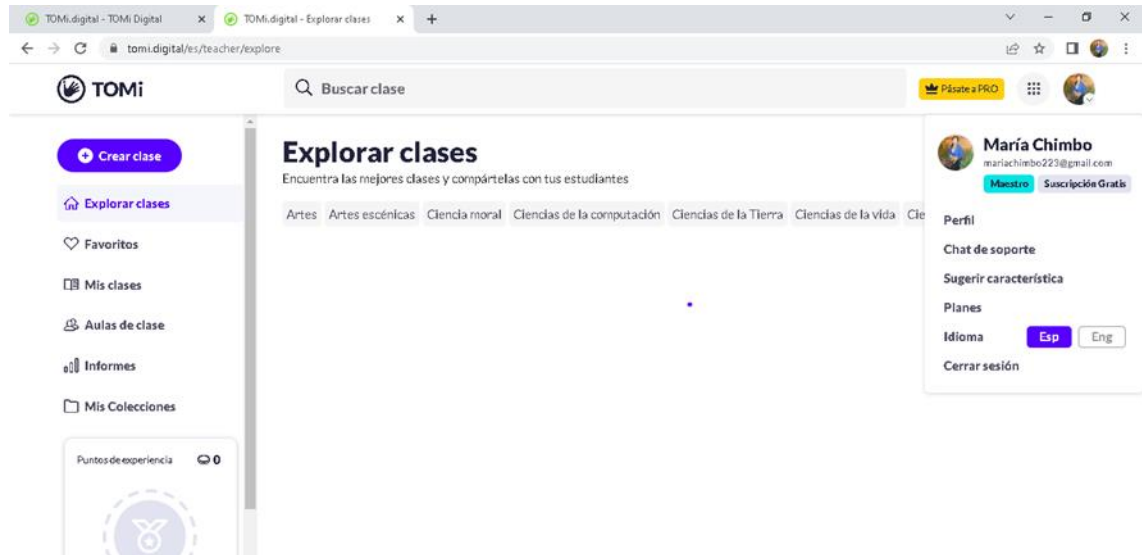 TOMi.digital - TOMi Digital
TOMi.digital - Explorar clases
tomi.digital/es/teacher/explore
TOMi
Buscar clase
Pásate a PRO
Crear clase
Explorar clases
Favoritos
Mis clases
Aulas de clase
Informes
Mis Colecciones
Puntos de experiencia 0
Explorar clases
Encuentra las mejores clases y compártelas con tus estudiantes
Artes Artes escénicas Ciencia moral Ciencias de la computación Ciencias de la Tierra Ciencias de la vida Cie
María Chimbo
mariachimbo223@gmail.com
Maestro Suscripción Gratis
Perfil
Chat de soporte
Sugerir característica
Planes
Idioma Esp Eng
Cerrar sesión